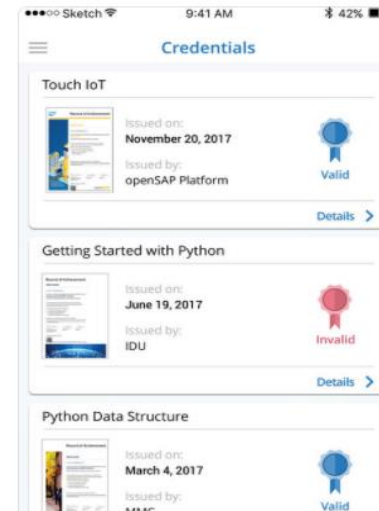 Sketch 9:41 AM 42%
Credentials
Touch IoT
Issued on:
November 20, 2017
Issued by:
openSAP Platform
Valid
Details
Getting Started with Python
Issued on:
June 19, 2017
Issued by:
IDU
Invalid
Details
Python Data Structure
Issued on:
March 4, 2017
Issued by:
Valid